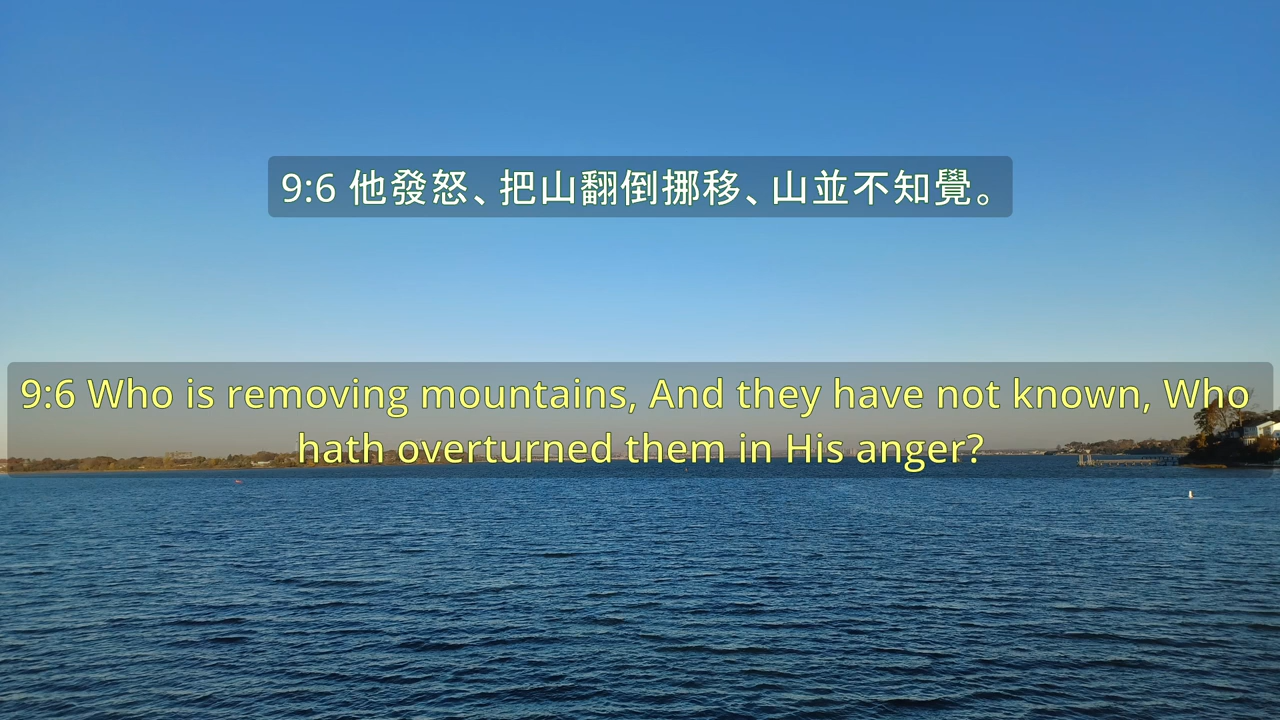 9:6 他發怒、把山翻倒挪移、山並不知覺。
9:6 Who is removing mountains, And they have not known, Who
hath overturned them in His anger?